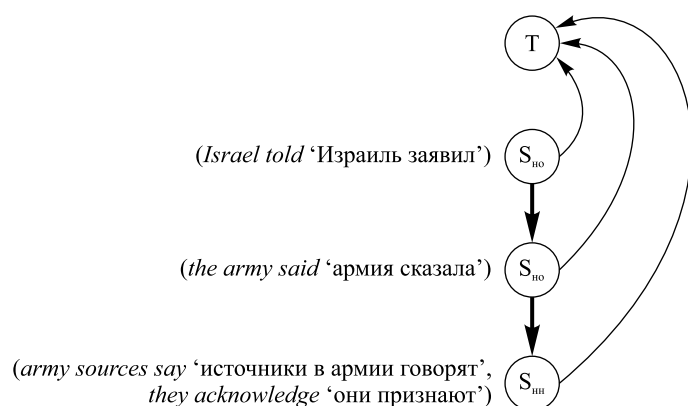 T
(Israel told ‘Израиль заявил’) Sно
(the army said ‘армия сказала’) Sно
(army sources say ‘источники в армии говорят’,
they acknowledge ‘они признают’) Sнн